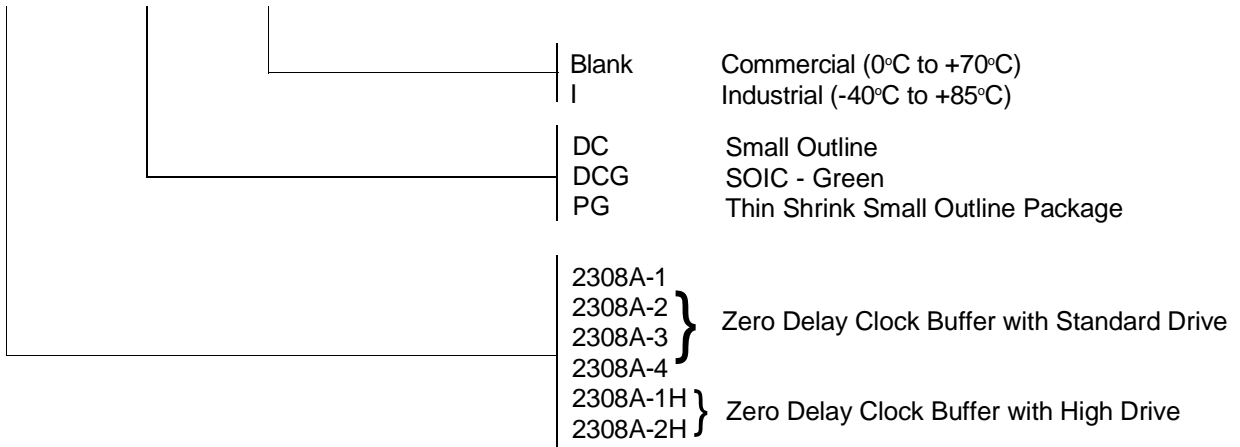 Blank Commercial (0°C to +70°C)
I Industrial (-40°C to +85°C)
DC Small Outline
DCG SOIC - Green
PG Thin Shrink Small Outline Package
2308A-1
2308A-2
2308A-3
2308A-4
} Zero Delay Clock Buffer with Standard Drive
2308A-1H
2308A-2H
} Zero Delay Clock Buffer with High Drive